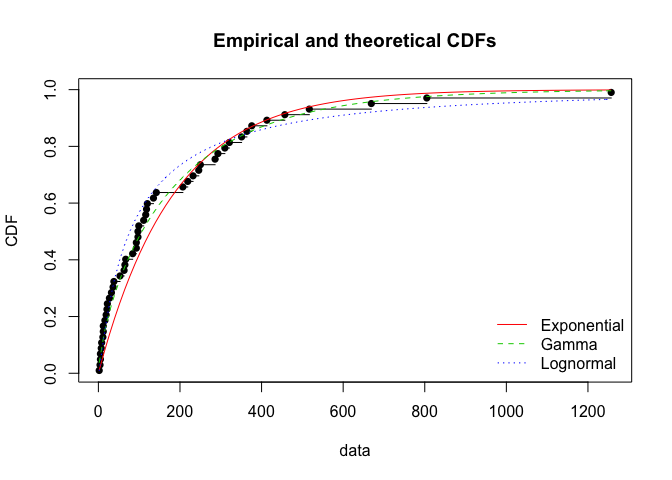 Empirical and theoretical CDFs
CDF
1.0
0.8
0.6
0.4
0.2
0.0
Exponential
Gamma
Lognormal
0 200 400 600 800 1000 1200
data